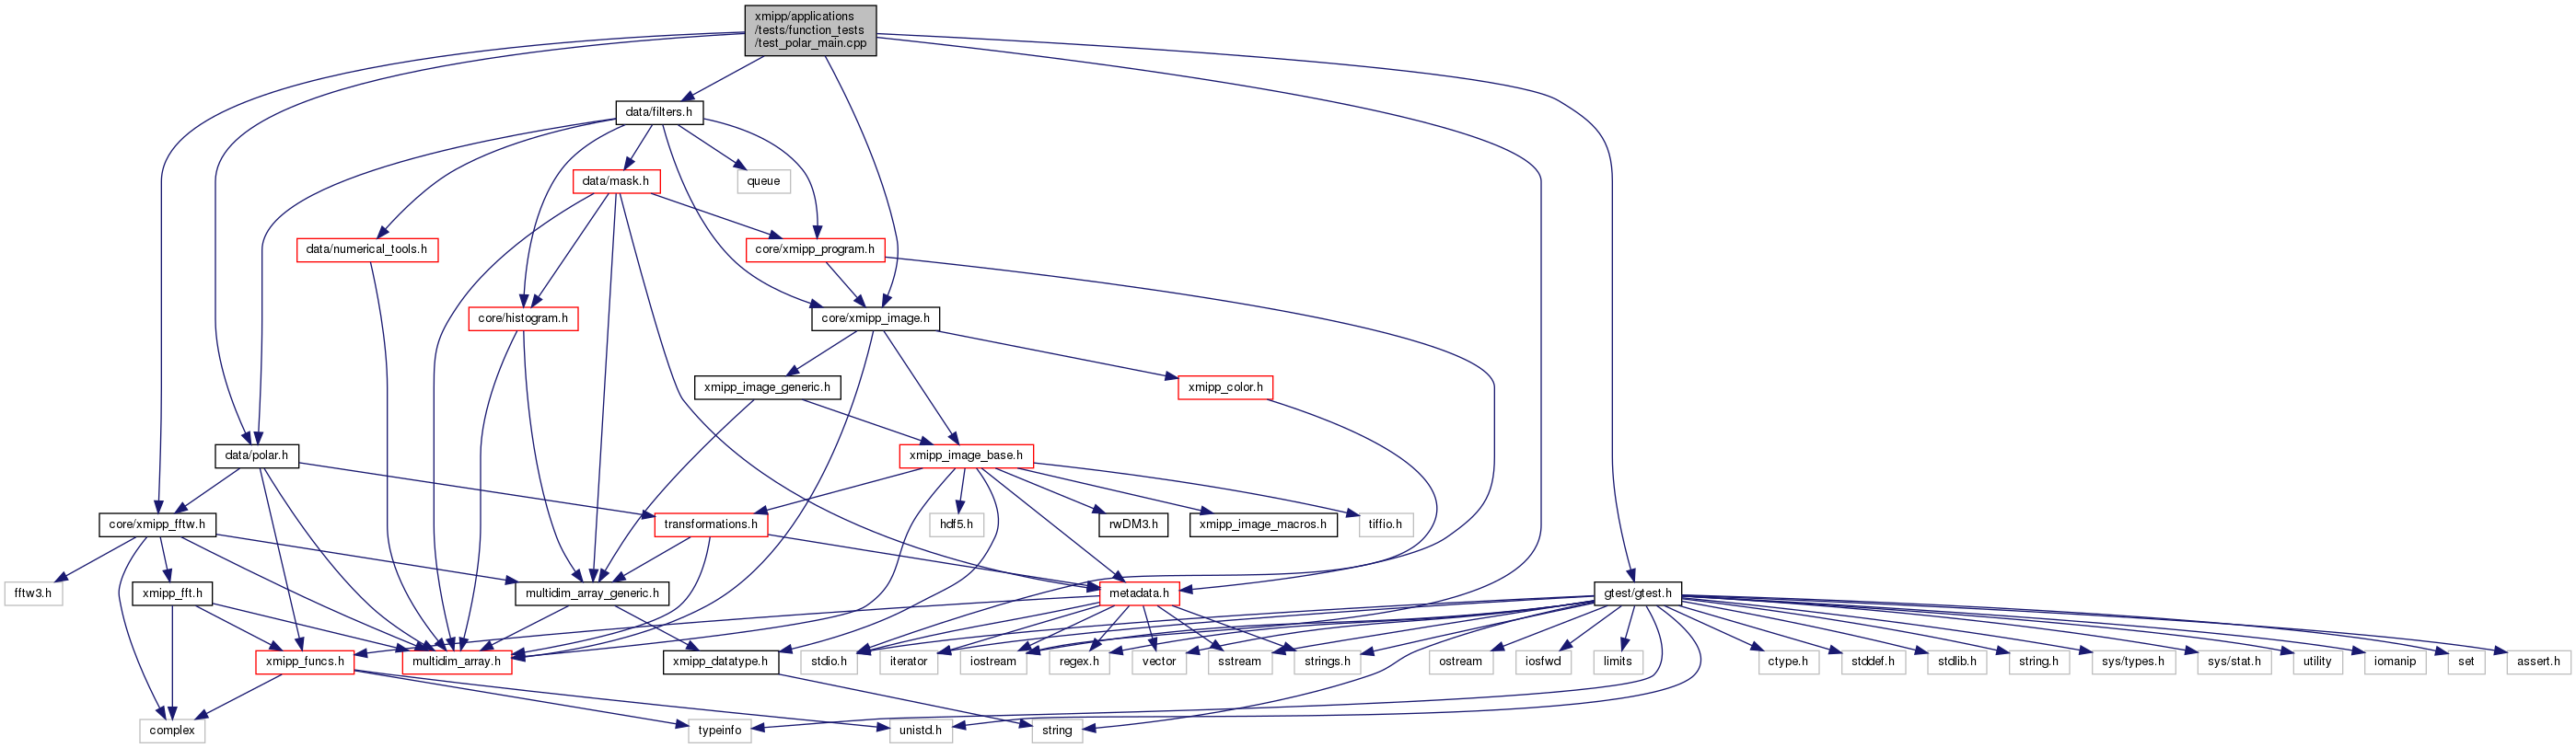 xmipp/applications
/tests/function_tests
/test_polar_main.cpp
data/filters.h
data/mask.h
queue
data/numerical_tools.h
core/xmipp_program.h
core/histogram.h
core/xmipp_image.h
xmipp_image_generic.h
xmipp_color.h
data/polar.h
xmipp_image_base.h
core/xmipp_fftw.h
transformations.h
hdf5.h
rwDM3.h
xmipp_image_macros.h
tiffio.h
fftw3.h
xmipp_fft.h
multidim_array_generic.h
metadata.h
gtest/gtest.h
xmipp_funcs.h
multidim_array.h
xmipp_datatype.h
stdio.h
iterator
iostream
regex.h
vector
sstream
strings.h
ostream
iosfwd
limits
ctype.h
stddef.h
stdlib.h
string.h
sys/types.h
sys/stat.h
utility
iomanip
set
assert.h
complex
typeinfo
unistd.h
string